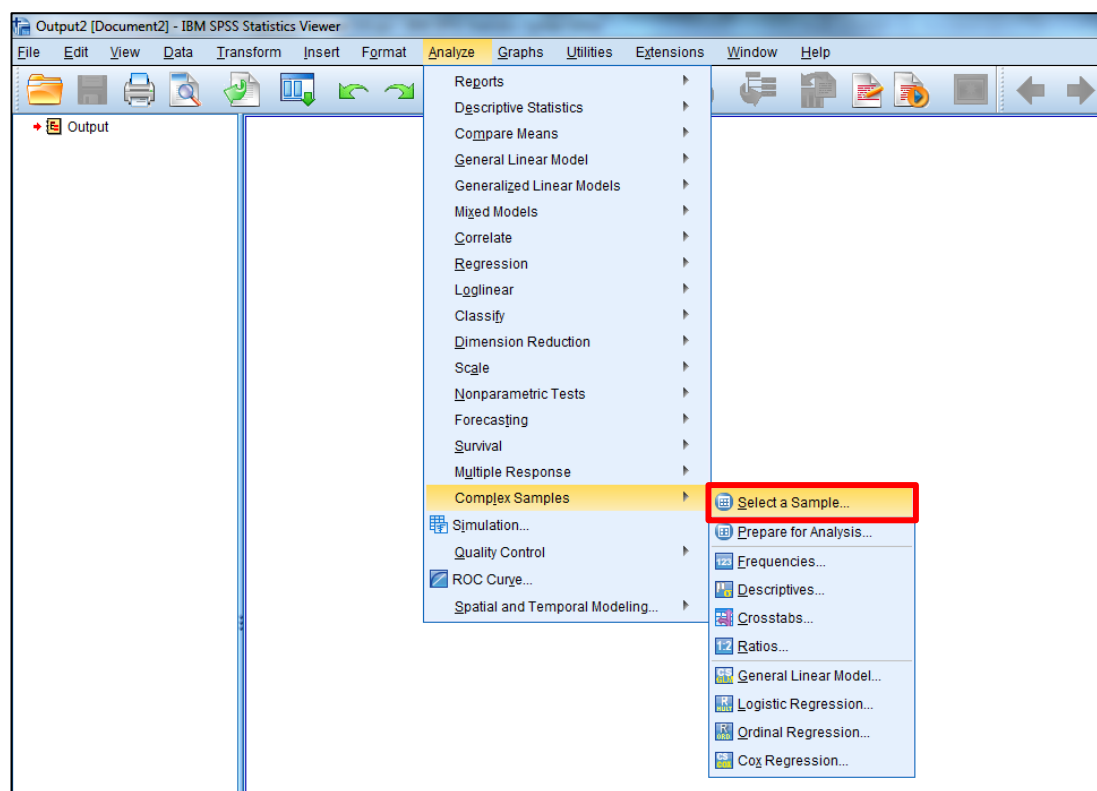 Output2 [Document2] - IBM SPSS Statistics Viewer
File Edit View Data Transform Insert Format Analyze Graphs Utilities Extensions Window Help
Output
Reports
Descriptive Statistics
Compare Means
General Linear Model
Generalized Linear Models
Mixed Models
Correlate
Regression
Loglinear
Classify
Dimension Reduction
Scale
Nonparametric Tests
Forecasting
Survival
Multiple Response
Complex Samples
Simulation...
Quality Control
ROC Curve...
Spatial and Temporal Modeling...
Select a Sample...
Prepare for Analysis...
123 Frequencies...
Descriptives...
Crosstabs...
1:2 Ratios...
General Linear Model...
Logistic Regression...
Ordinal Regression...
Cox Regression...